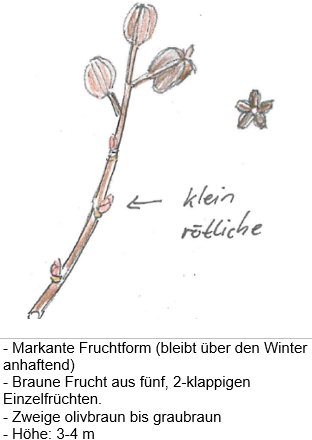 klein
rötliche
- Markante Fruchtform (bleibt über den Winter
anhaftend)
- Braune Frucht aus fünf, 2-klappigen
Einzelfrüchten.
- Zweige olivbraun bis graubraun
- Höhe: 3-4 m